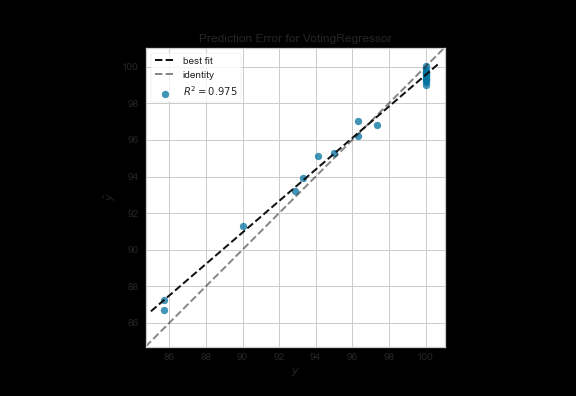 Prediction Error for VotingRegressor
best fit
identity
R² = 0.975
100
98
96
94
92
90
88
86
ŷ
86 88 90 92 94 96 98 100
y